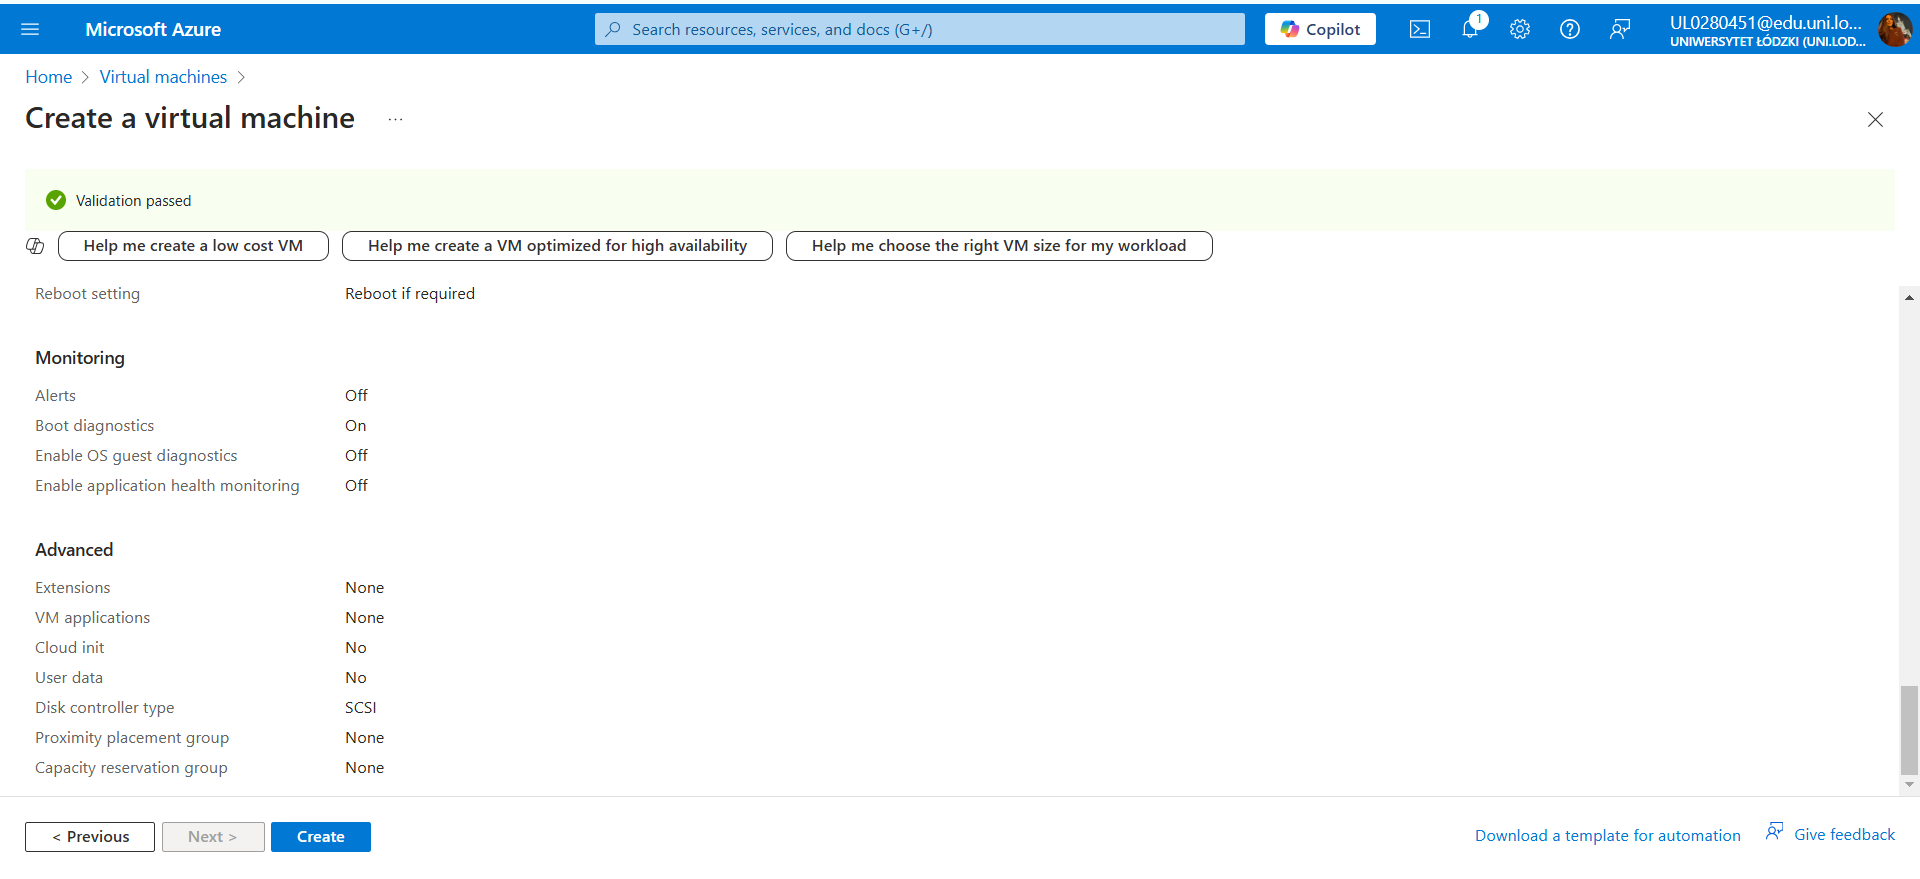 Microsoft Azure
Search resources, services, and docs (G+/)
Copilot
1
UL0280451@edu.uni.lo...
UNIWERSYTET ŁÓDZKI (UNI.LOD...
Home > Virtual machines >
Create a virtual machine ...
Validation passed
Help me create a low cost VM
Help me create a VM optimized for high availability
Help me choose the right VM size for my workload
Reboot setting Reboot if required
Monitoring
Alerts Off
Boot diagnostics On
Enable OS guest diagnostics Off
Enable application health monitoring Off
Advanced
Extensions None
VM applications None
Cloud init No
User data No
Disk controller type SCSI
Proximity placement group None
Capacity reservation group None
< Previous
Next >
Create
Download a template for automation
Give feedback